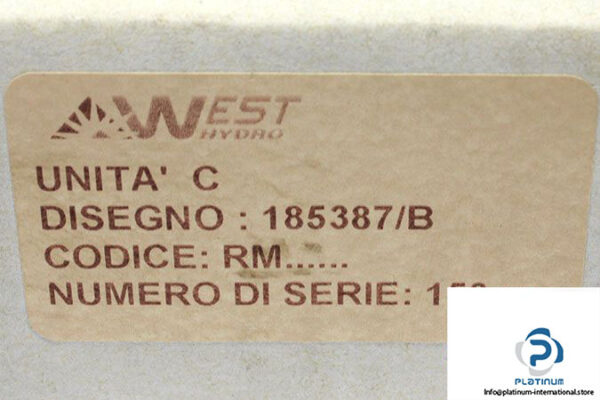 WEST
HYDRO
UNITA' C
DISEGNO : 185387/B
CODICE: RM......
NUMERO DI SERIE:
PLATINUM
Info@platinum-international.store